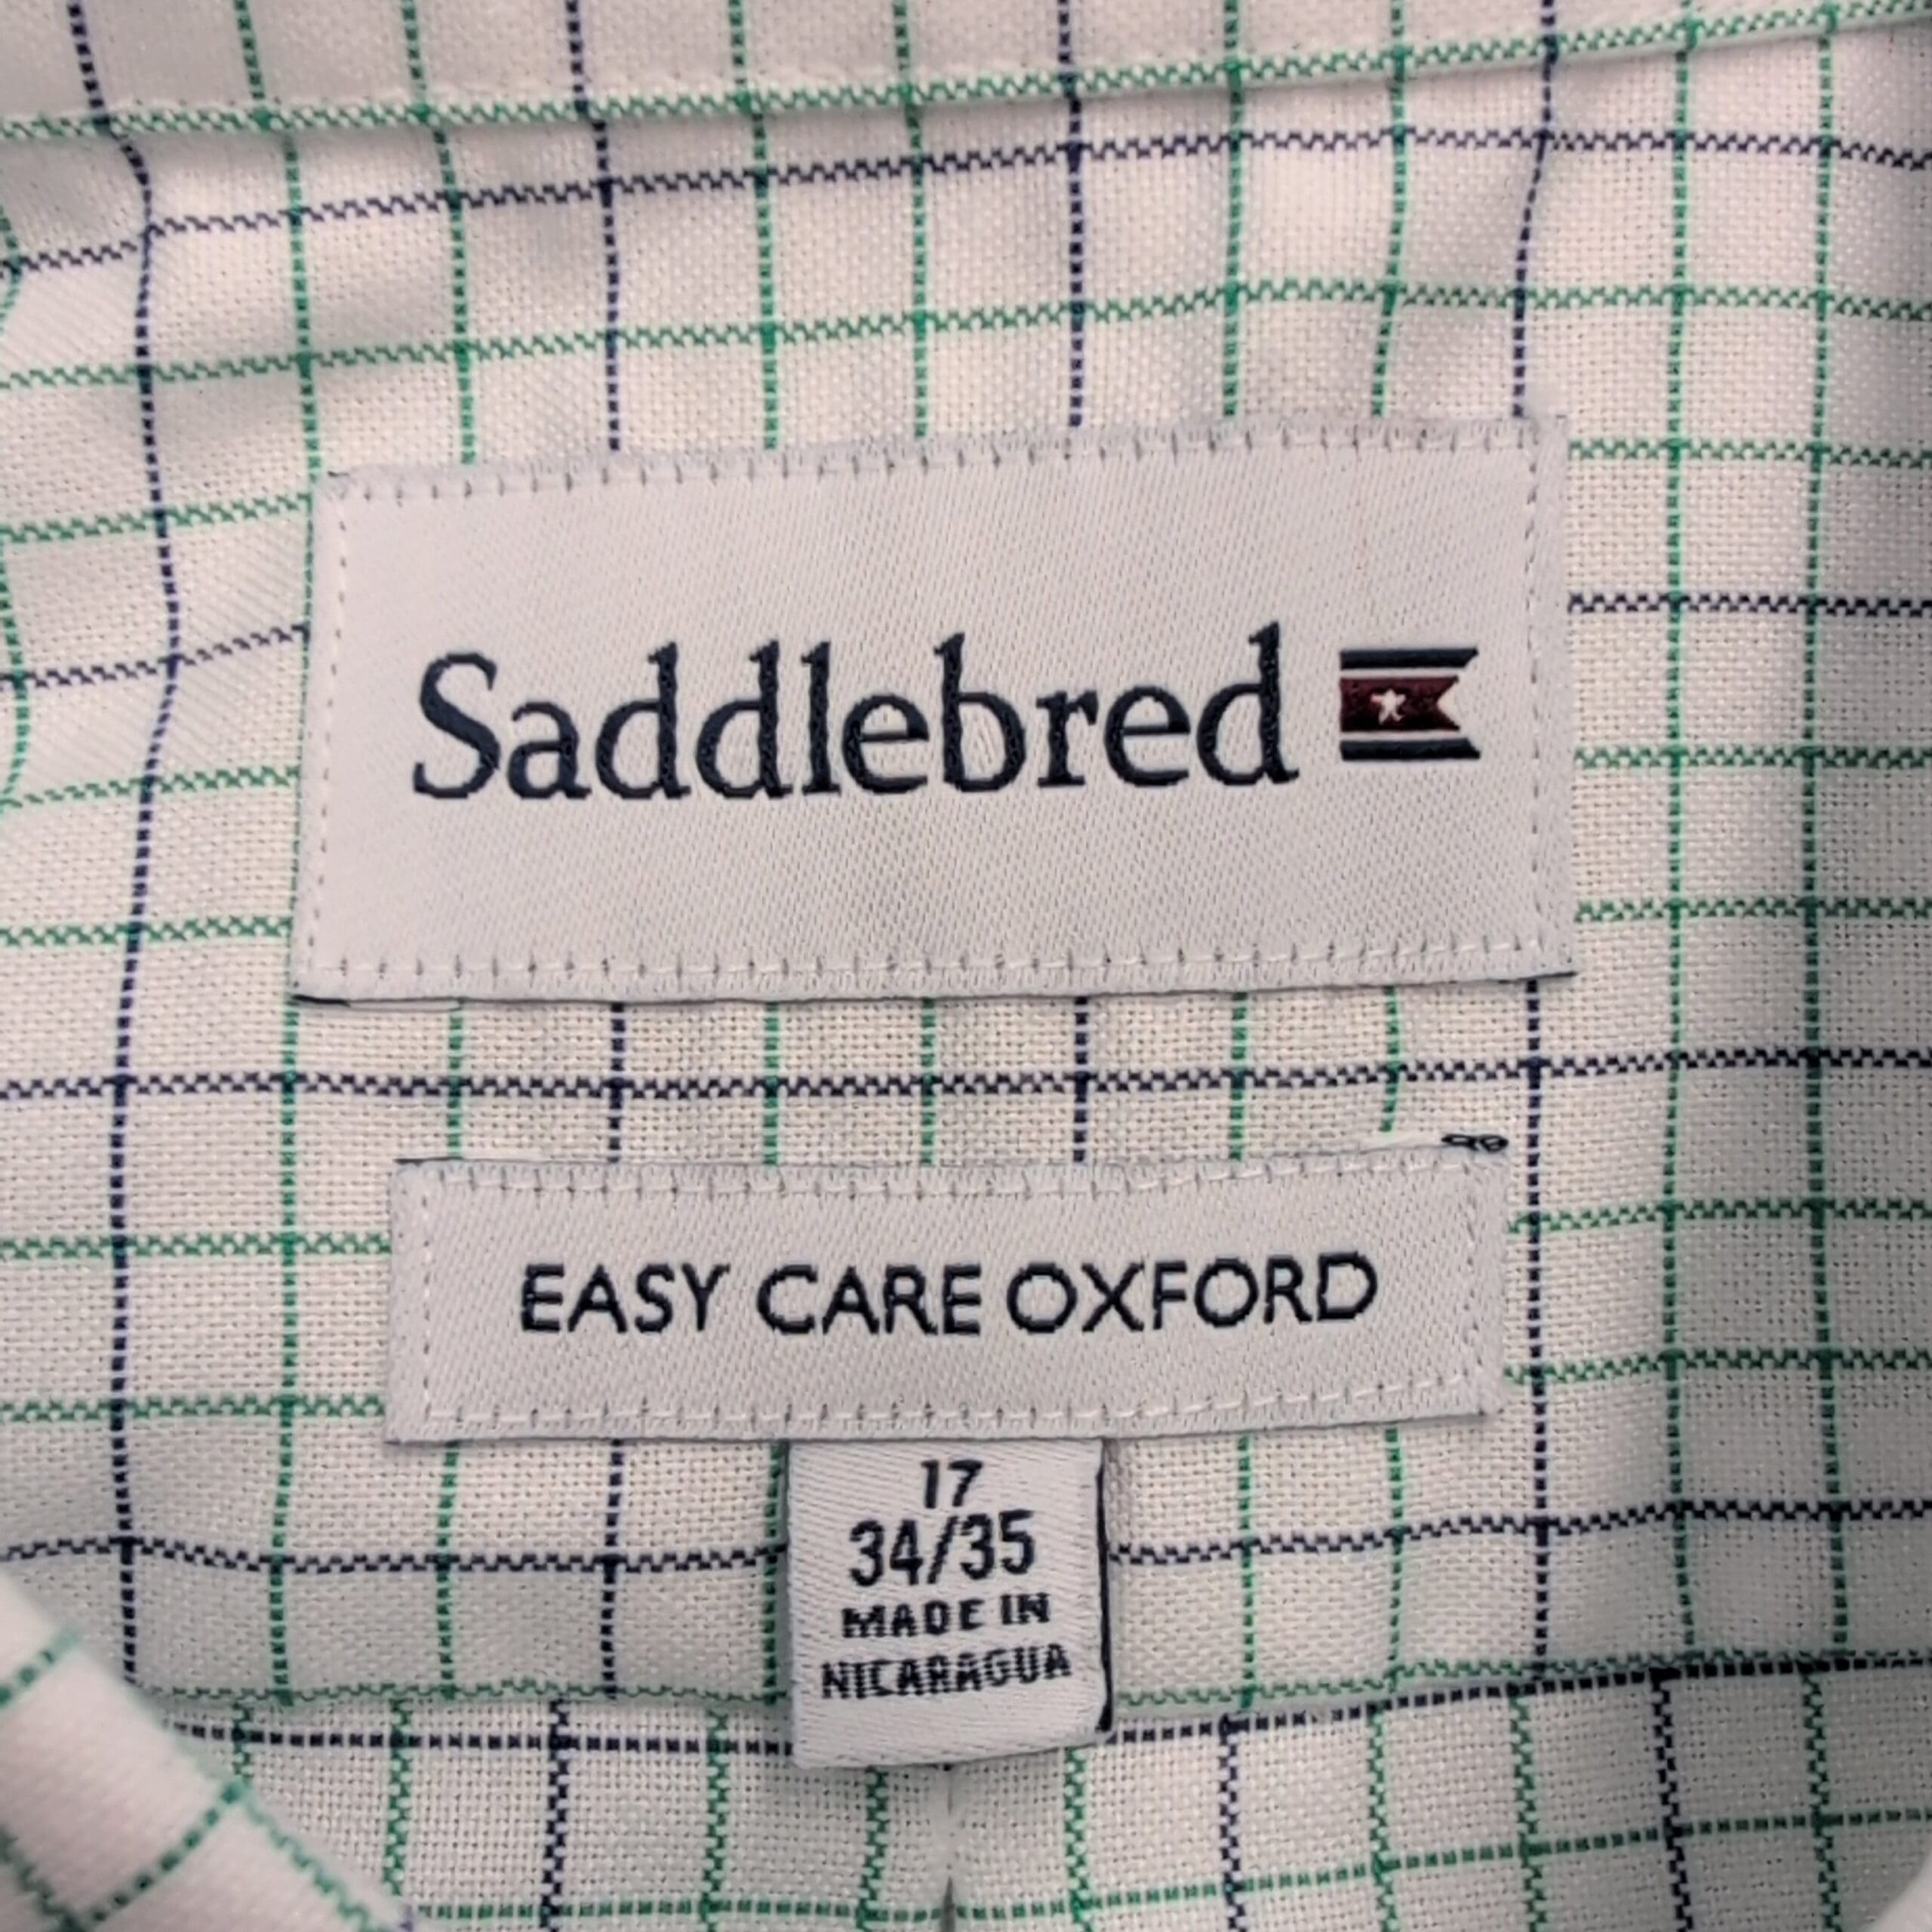 Saddlebred
EASY CARE OXFORD
17
34/35
MADE IN
NICARAGUA